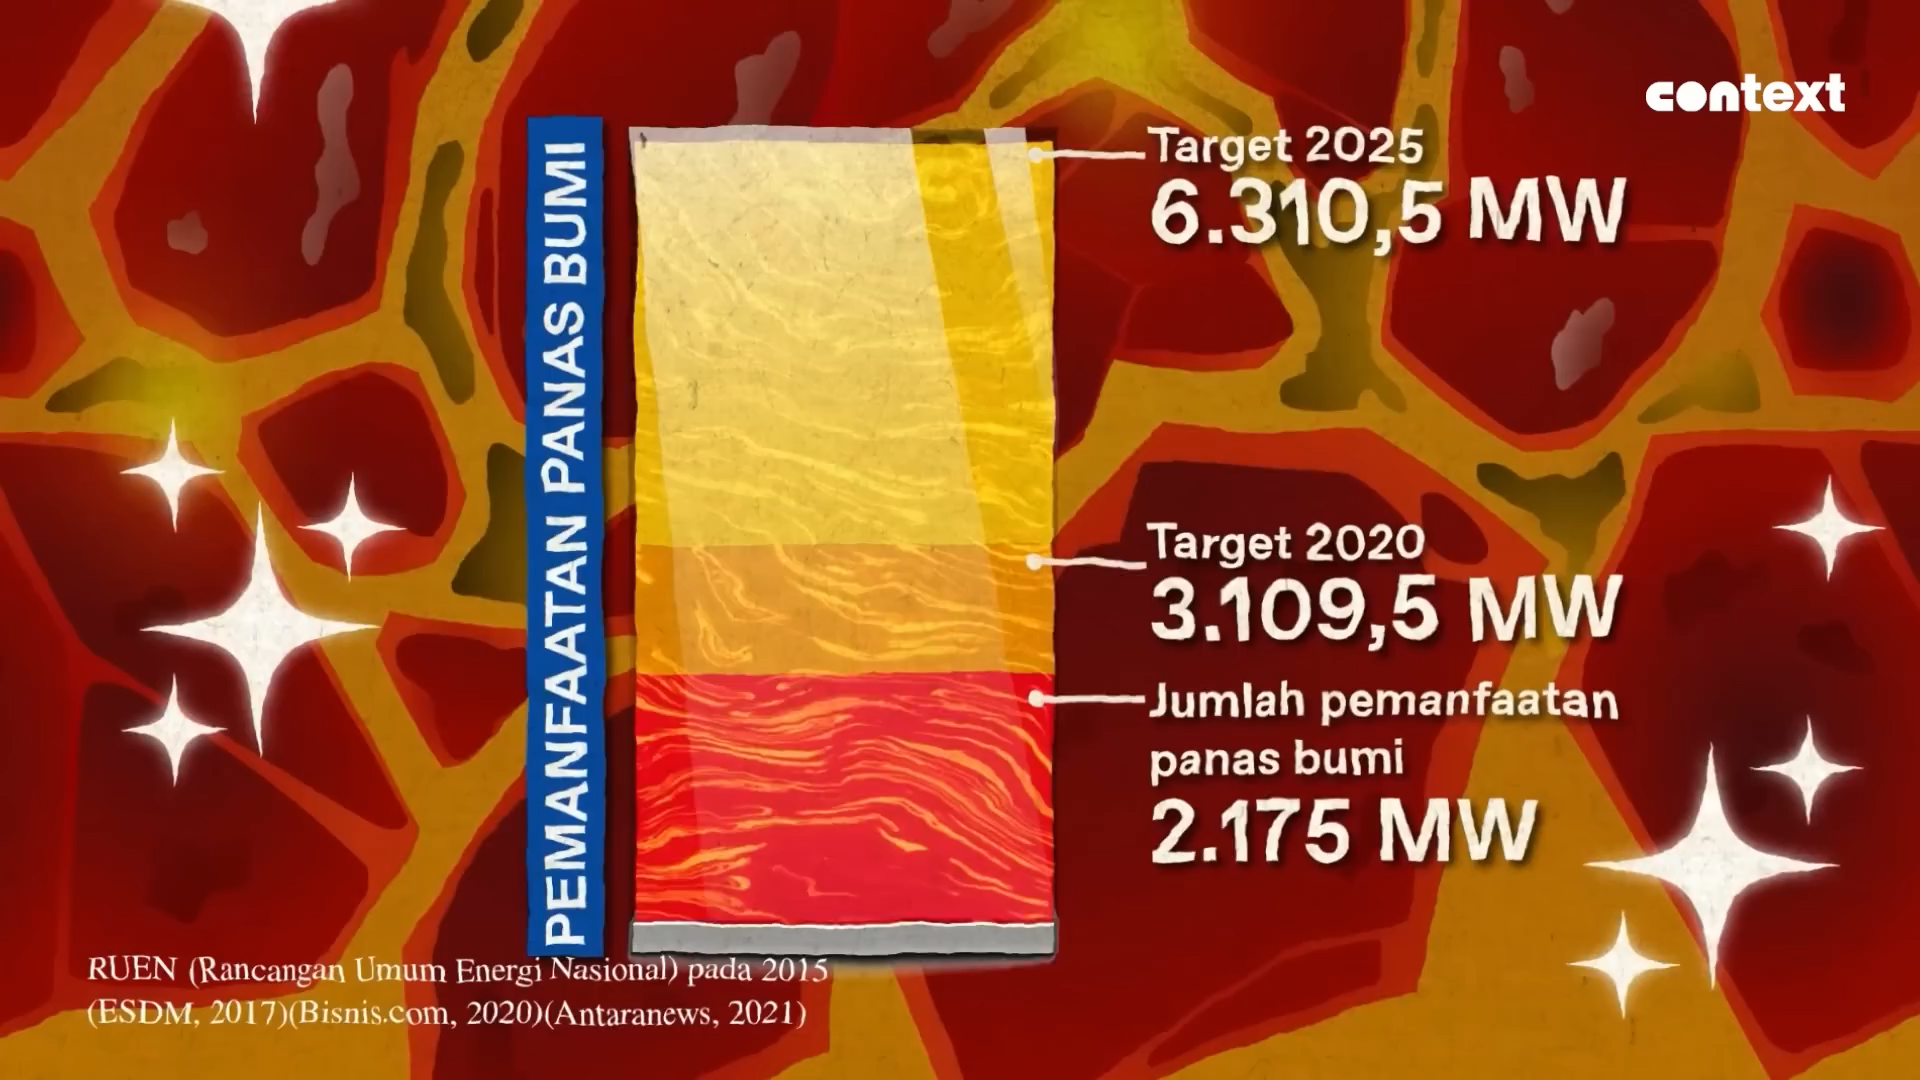 context
PEMANFAATAN PANAS BUMI
Target 2025
6.310,5 MW
Target 2020
3.109,5 MW
Jumlah pemanfaatan
panas bumi
2.175 MW
RUEN (Rancangan Umum Energi Nasional) pada 2015
(ESDM, 2017)(Bisnis.com, 2020)(Antaranews, 2021)